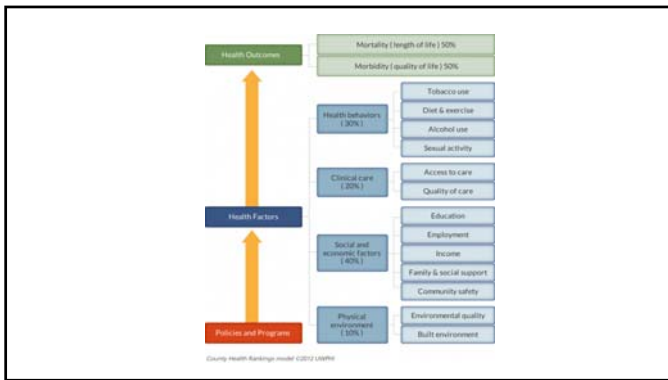 Health Outcomes
Mortality ( length of life ) 50%
Morbidity ( quality of life ) 50%
Health behaviors
( 30% )
Tobacco use
Diet & exercise
Alcohol use
Sexual activity
Clinical care
( 20% )
Access to care
Quality of care
Health Factors
Social and
economic factors
( 40% )
Education
Employment
Income
Family & social support
Community safety
Physical
environment
( 10% )
Environmental quality
Built environment
Policies and Programs
County Health Rankings model ©2012 UWPHI